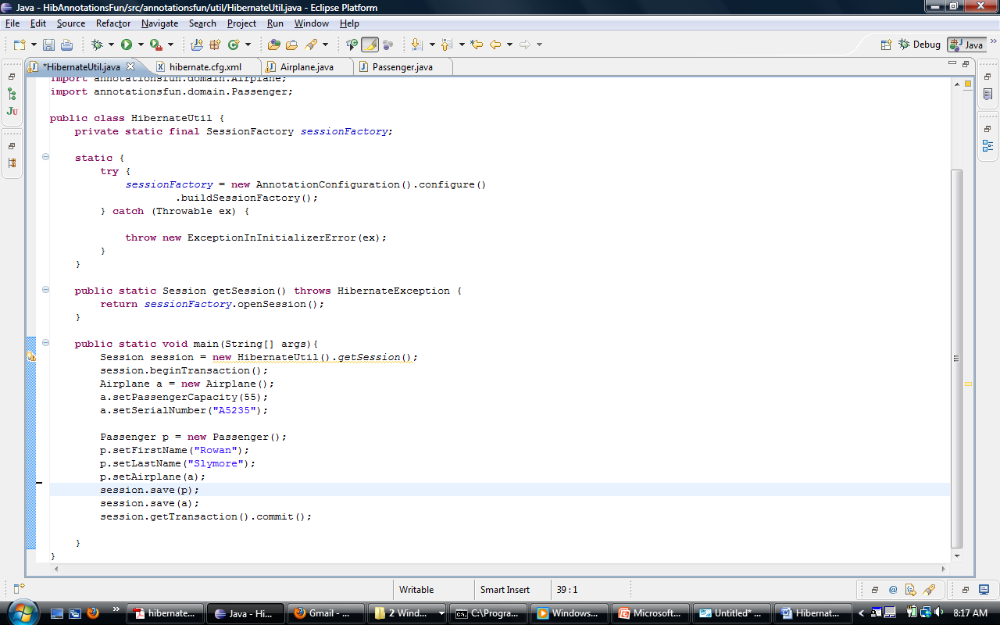 Java - HibAnnotationsFun/src/annotationsfun/util/HibernateUtil.java - Eclipse Platform
File Edit Source Refactor Navigate Search Project Run Window Help
Debug Java
*HibernateUtil.java hibernate.cfg.xml Airplane.java Passenger.java
import annotationsfun.domain.Airplane;
import annotationsfun.domain.Passenger;
public class HibernateUtil {
private static final SessionFactory sessionFactory;
static {
try {
sessionFactory = new AnnotationConfiguration().configure()
.buildSessionFactory();
} catch (Throwable ex) {
throw new ExceptionInInitializerError(ex);
}
}
public static Session getSession() throws HibernateException {
return sessionFactory.openSession();
}
public static void main(String[] args){
Session session = new HibernateUtil().getSession();
session.beginTransaction();
Airplane a = new Airplane();
a.setPassengerCapacity(55);
a.setSerialNumber("A5235");
Passenger p = new Passenger();
p.setFirstName("Rowan");
p.setLastName("Slymore");
p.setAirplane(a);
session.save(p);
session.save(a);
session.getTransaction().commit();
}
}
Writable Smart Insert 39 : 1
hibernate... Java - Hi... Gmail - ... 2 Wind... C:\Progra... Windows... Microsoft... Untitled* ... Hibernat... 8:17 AM